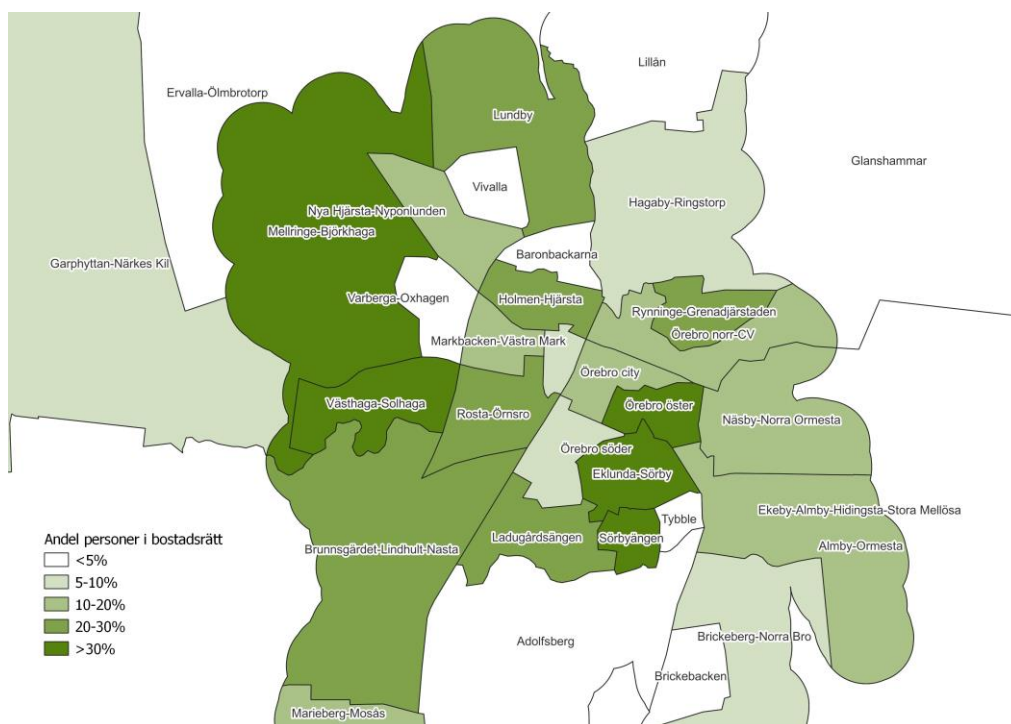 Lillån
Ervalla-Ölmbrotorp
Lundby
Glanshammar
Vivalla
Hagaby-Ringstorp
Nya Hjärsta-Nyponlunden
Mellringe-Björkhaga
Baronbackarna
Garphyttan-Närkes Kil
Varberga-Oxhagen
Holmen-Hjärsta
Rynninge-Grenadjärstaden
Örebro norr-CV
Markbacken-Västra Mark
Örebro city
Västhaga-Solhaga
Örebro öster
Rosta-Örnsro
Näsby-Norra Ormesta
Örebro söder
Eklunda-Sörby
Ekeby-Almby-Hidingsta-Stora Mellösa
Tybble
Andel personer i bostadsrätt
<5%
5-10%
10-20%
20-30%
>30%
Ladugårdsängen
Sörbyängen
Almby-Ormesta
Brunnsgärdet-Lindhult-Nasta
Adolfsberg
Brickeberg-Norra Bro
Brickebacken
Marieberg-Mosås